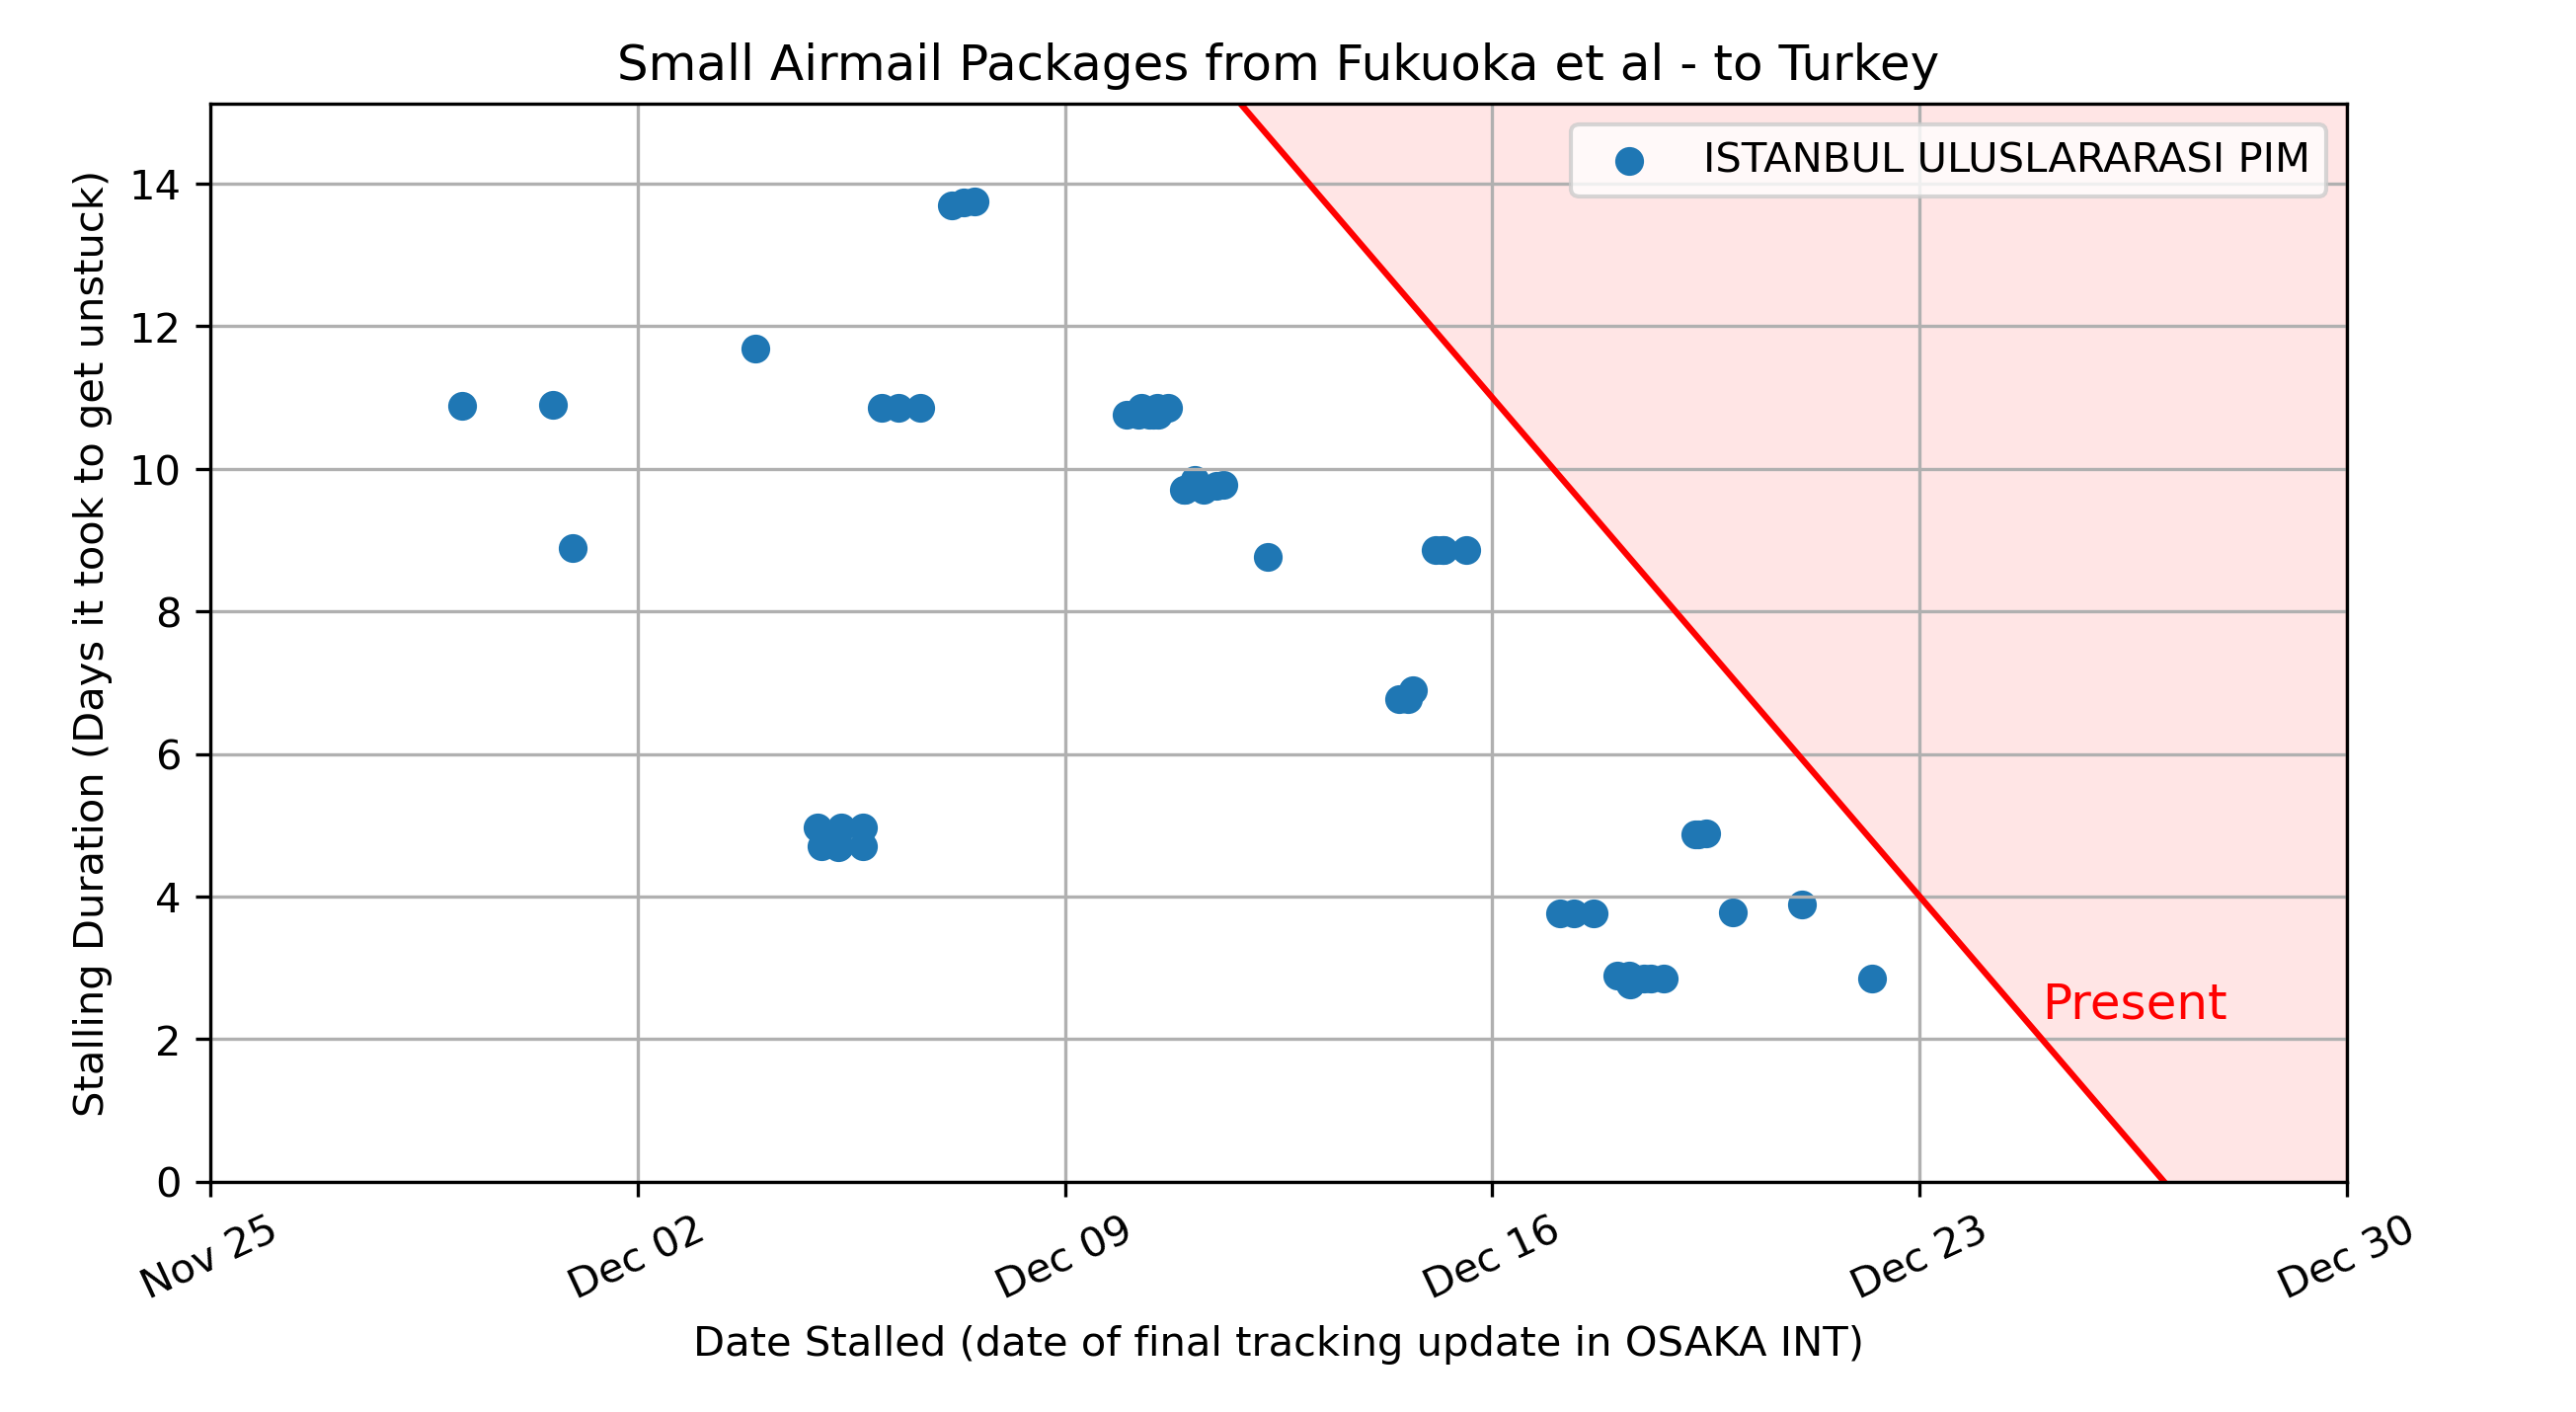 Small Airmail Packages from Fukuoka et al - to Turkey
ISTANBUL ULUSLARARASI PIM
Stalling Duration (Days it took to get unstuck)
14
12
10
8
6
4
2
0
Present
Nov 25
Dec 02
Dec 09
Dec 16
Dec 23
Dec 30
Date Stalled (date of final tracking update in OSAKA INT)